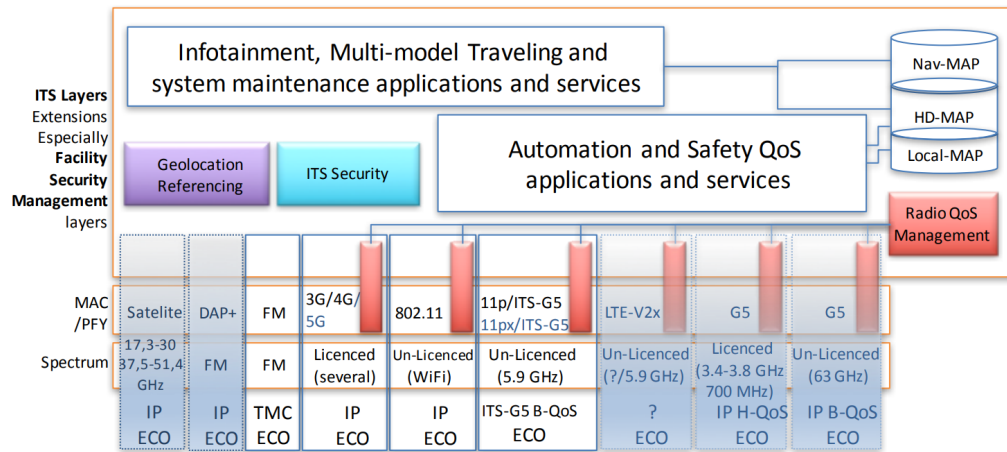 Infotainment, Multi-model Traveling and
system maintenance applications and services
Nav-MAP
HD-MAP
Local-MAP
ITS Layers
Extensions
Especially
Facility
Security
Management
layers
Geolocation
Referencing
ITS Security
Automation and Safety QoS
applications and services
Radio QoS
Management
MAC
/PFY
Satelite
DAP+
FM
3G/4G/
5G
802.11
11p/ITS-G5
11px/ITS-G5
LTE-V2x
G5
G5
Spectrum
17,3-30
37,5-51,4
GHz
FM
FM
Licenced
(several)
Un-Licenced
(WiFi)
Un-Licenced
(5.9 GHz)
Un-Licenced
(?/5.9 GHz)
Licenced
(3.4-3.8 GHz
700 MHz)
Un-Licenced
(63 GHz)
IP
ECO
IP
ECO
TMC
ECO
IP
ECO
IP
ECO
ITS-G5 B-QoS
ECO
?
ECO
IP H-QoS
ECO
IP B-QoS
ECO